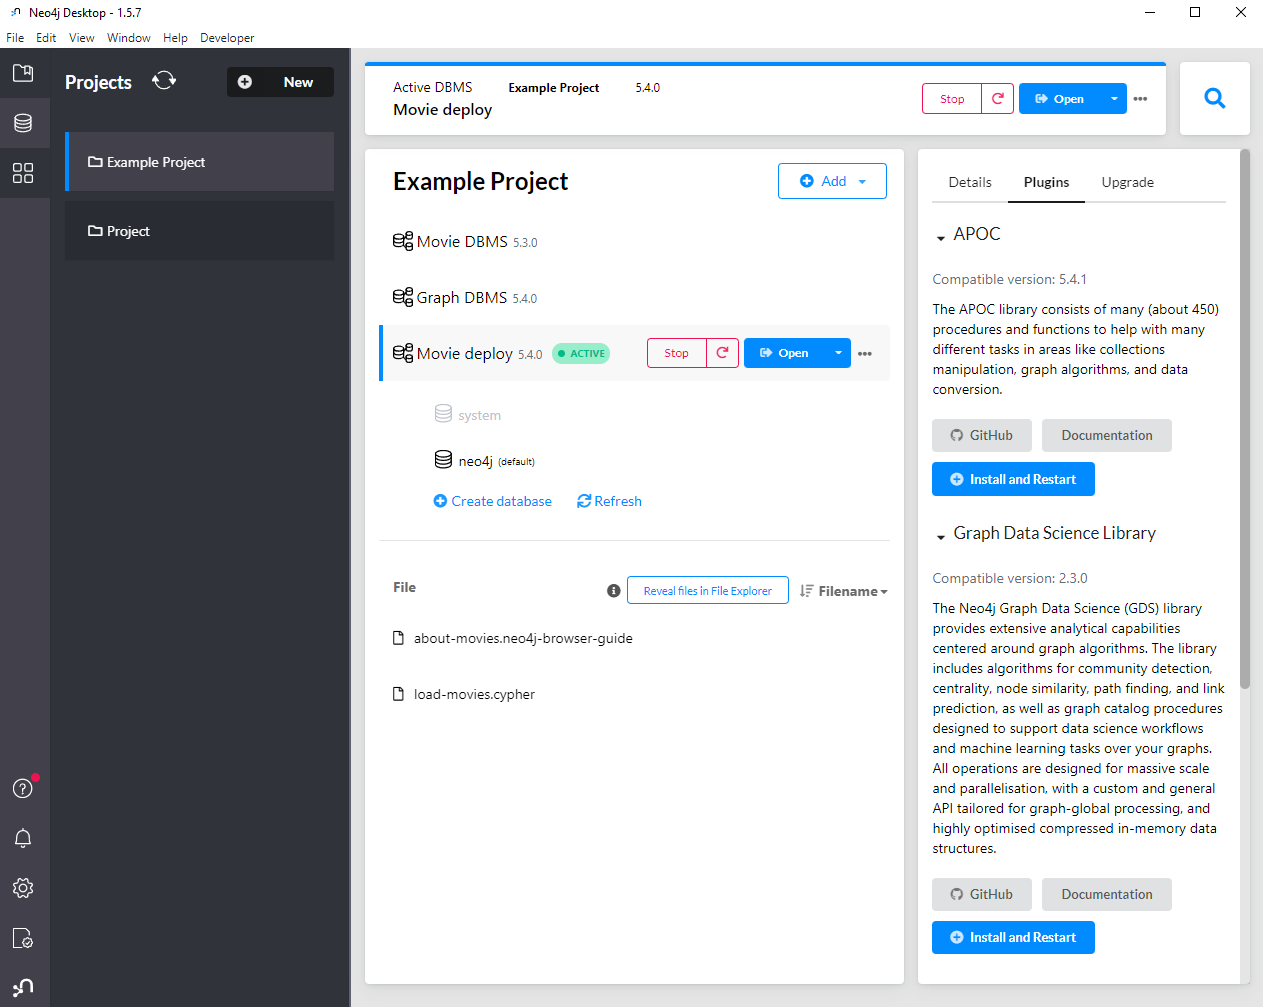 Neo4j Desktop - 1.5.7
File Edit View Window Help Developer
Projects
New
Example Project
Project
Active DBMS Example Project 5.4.0
Movie deploy
Stop
Open
Example Project
Add
Movie DBMS 5.3.0
Graph DBMS 5.4.0
Movie deploy 5.4.0 ACTIVE
Stop
Open
system
neo4j (default)
Create database Refresh
File
Reveal files in File Explorer
Filename
about-movies.neo4j-browser-guide
load-movies.cypher
Details Plugins Upgrade
APOC
Compatible version: 5.4.1
The APOC library consists of many (about 450)
procedures and functions to help with many
different tasks in areas like collections
manipulation, graph algorithms, and data
conversion.
GitHub Documentation
Install and Restart
Graph Data Science Library
Compatible version: 2.3.0
The Neo4j Graph Data Science (GDS) library
provides extensive analytical capabilities
centered around graph algorithms. The library
includes algorithms for community detection,
centrality, node similarity, path finding, and link
prediction, as well as graph catalog procedures
designed to support data science workflows
and machine learning tasks over your graphs.
All operations are designed for massive scale
and parallelisation, with a custom and general
API tailored for graph-global processing, and
highly optimised compressed in-memory data
structures.
GitHub Documentation
Install and Restart